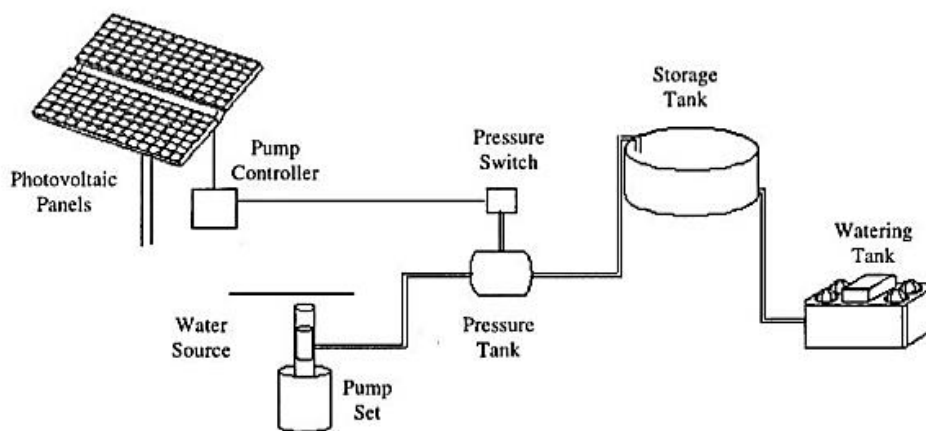 Storage
Tank
Pressure
Switch
Pump
Controller
Photovoltaic
Panels
Watering
Tank
Water
Source
Pressure
Tank
Pump
Set